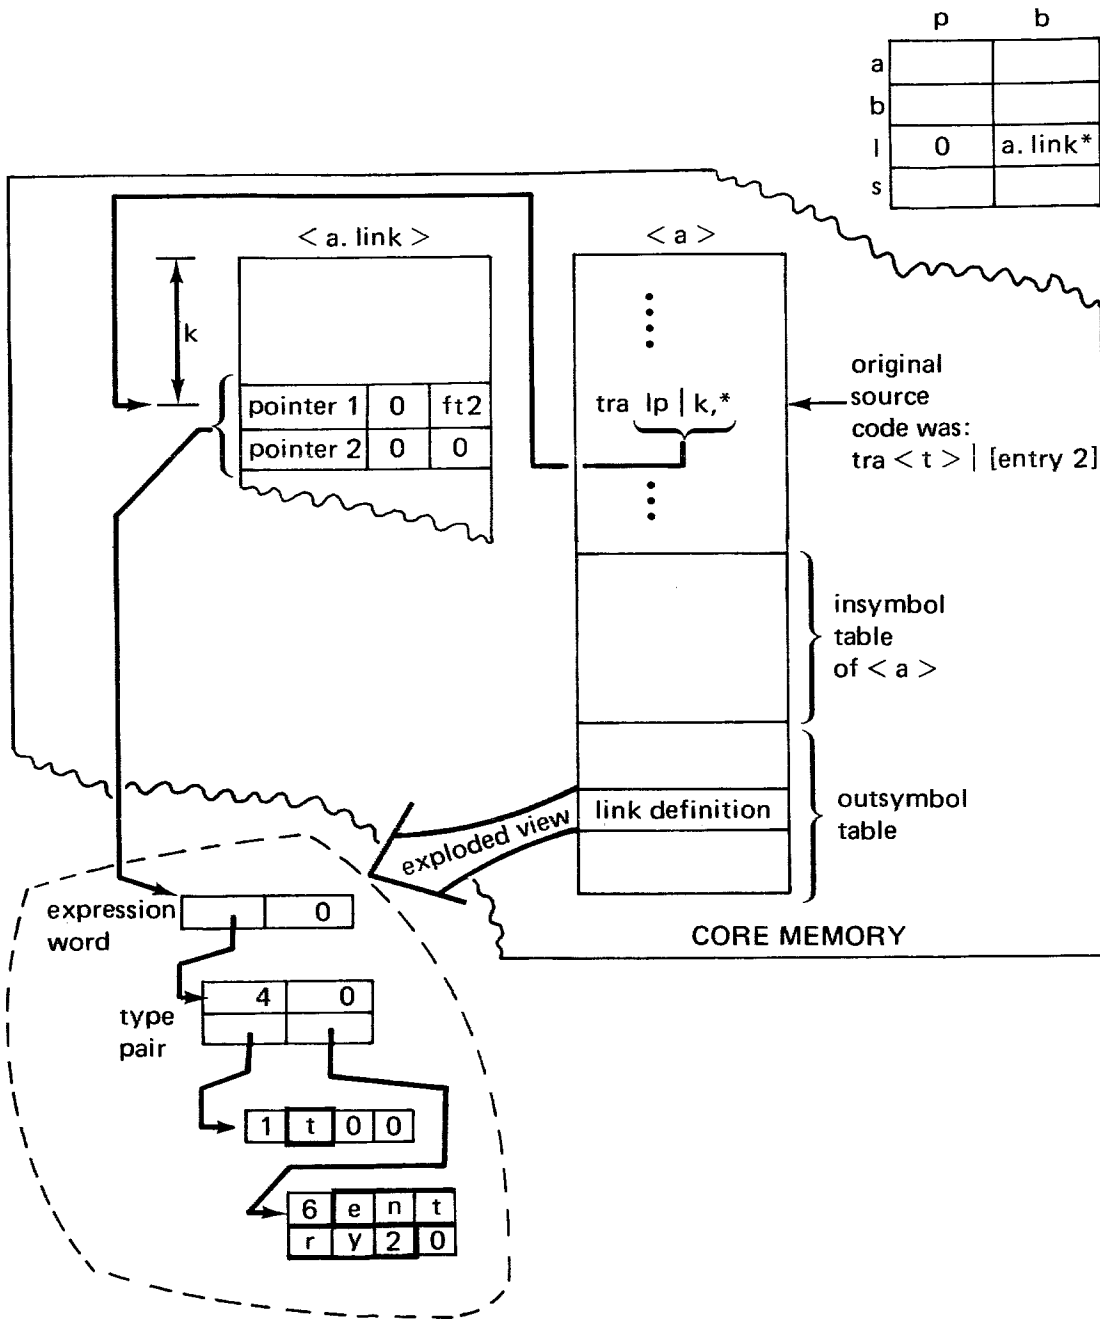 p b
a
b
l 0 a. link*
s
< a. link >
< a >
k
pointer 1 0 ft2
pointer 2 0 0
tra lp | k,*
original
source
code was:
tra < t > | [entry 2]
insymbol
table
of < a >
link definition
outsymbol
table
exploded view
CORE MEMORY
expression
word
0
4 0
type
pair
1 t 0 0
6 e n t
r y 2 0